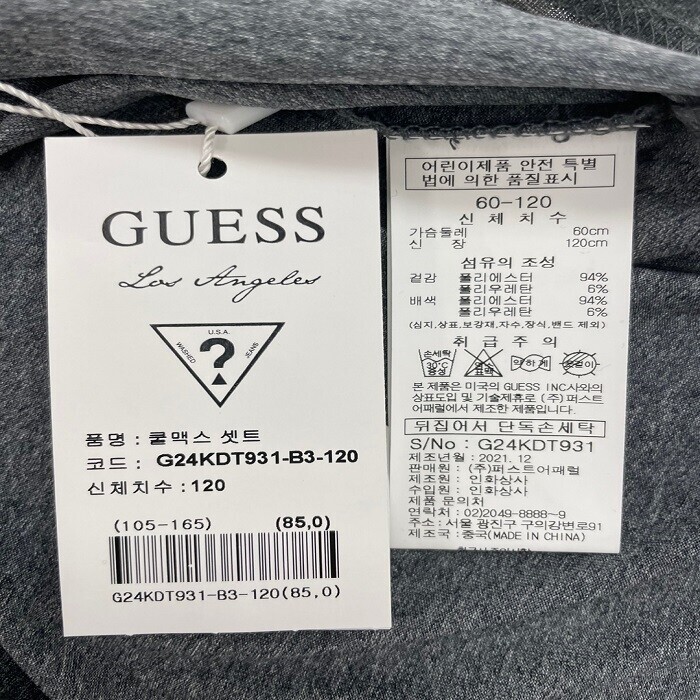 GUESS
Los Angeles
U.S.A.
WASHED
JEANS
?
품명 : 쿨맥스 셋트
코드 : G24KDT931-B3-120
신체치수 : 120
(105-165) (85,0)
G24KDT931-B3-120(85,0)
어린이제품 안전 특별
법에 의한 품질표시
60-120
신 체 치 수
가슴둘레 60cm
신 장 120cm
섬유의 조성
겉감 폴리에스터 94%
폴리우레탄 6%
배색 폴리에스터 94%
폴리우레탄 6%
(심지,상표,보강재,자수,장식,밴드 제외)
취 급 주 의
손세탁
30°C
중성
약하게
옷걸이
본 제품은 미국의 GUESS INC사와의
상표도입 및 기술제휴로 (주)퍼스트
어패럴에서 제조한 제품입니다.
뒤집어서 단독손세탁
S/No : G24KDT931
제조년월 : 2021. 12
판매원 : (주)퍼스트어패럴
제조원 : 인화상사
수입원 : 인화상사
제품 문의처
연락처 : 02)2049-8888~9
주소: 서울 광진구 구의강변로91
제조국 : 중국(MADE IN CHINA)